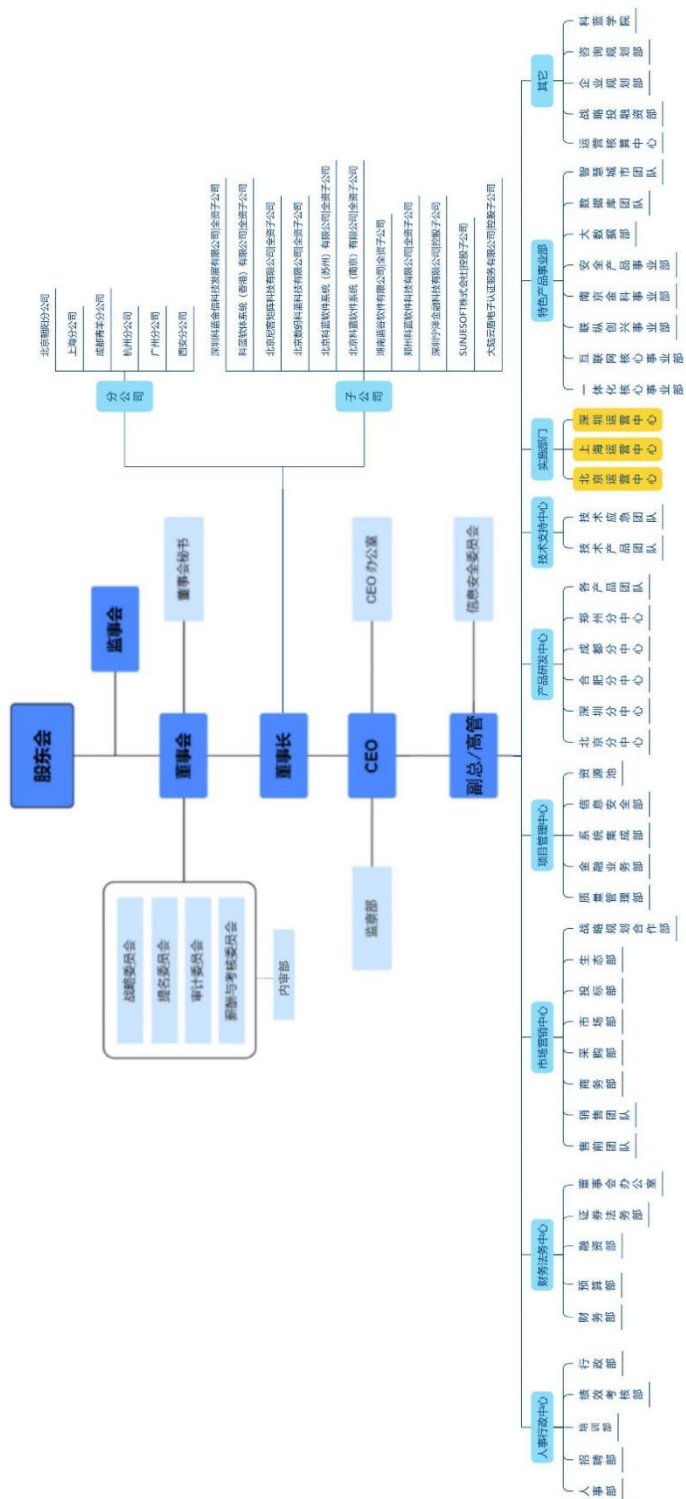 股东会
监事会
董事会
董事会秘书
战略委员会
提名委员会
审计委员会
薪酬与考核委员会
内审部
董事长
分公司
北京朝阳分公司
上海分公司
成都青羊分公司
杭州分公司
广州分公司
西安分公司
子公司
深圳科蓝金信科技发展有限公司|全资子公司
科蓝软体系统（香港）有限公司|全资子公司
北京尼客矩阵科技有限公司|全资子公司
北京数蚂科蓝科技有限公司|全资子公司
北京科蓝软件系统（苏州）有限公司|全资子公司
北京科蓝软件系统（南京）有限公司|全资子公司
湖南蓝谷软件有限公司|全资子公司
郑州科蓝软件科技有限公司|全资子公司
深圳宁泽金融科技有限公司|控股子公司
SUNJESOFT株式会社|控股子公司
大陆云盾电子认证服务有限公司|控股子公司
CEO
CEO 办公室
监察部
副总/高管
信息安全委员会
人事行政中心
人事部
招聘部
培训部
绩效考核部
行政部
财务法务中心
财务部
预算部
融资部
证券法务部
董事会办公室
市场营销中心
售前团队
销售团队
商务部
采购部
市场部
投标部
生态部
战略规划合作部
项目管理中心
质量管理部
金融业务部
系统集成部
信息安全部
资源池
产品研发中心
北京分中心
深圳分中心
合肥分中心
成都分中心
郑州分中心
各产品团队
技术支持中心
技术产品团队
技术应急团队
实施部门
北京运营中心
上海运营中心
深圳运营中心
特色产品事业部
一体化核心事业部
互联网核心事业部
联纵创兴事业部
南京金科事业部
安全产品事业部
大数据部
数据库团队
智慧城市团队
其它
运营核算中心
战略投融资部
企业规划部
咨询规划部
科蓝学院